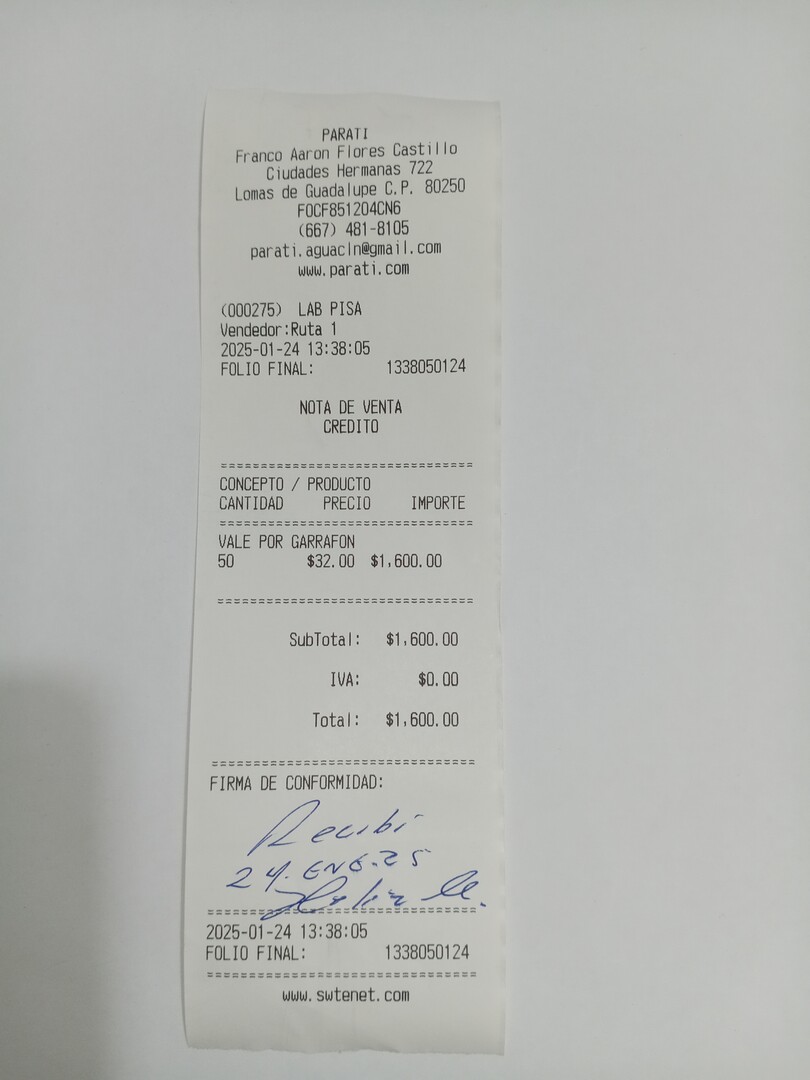 PARATI
Franco Aaron Flores Castillo
Ciudades Hermanas 722
Lomas de Guadalupe C.P. 80250
FOCF851204CN6
(667) 481-8105
parati.aguacln@gmail.com
www.parati.com
(000275) LAB PISA
Vendedor:Ruta 1
2025-01-24 13:38:05
FOLIO FINAL: 1338050124
NOTA DE VENTA
CREDITO
================================
CONCEPTO / PRODUCTO
CANTIDAD PRECIO IMPORTE
================================
VALE POR GARRAFON
50 $32.00 $1,600.00
================================
SubTotal: $1,600.00
IVA: $0.00
Total: $1,600.00
================================
FIRMA DE CONFORMIDAD:
Recibi
24. ENE. 25
================================
2025-01-24 13:38:05
FOLIO FINAL: 1338050124
================================
www.swtenet.com